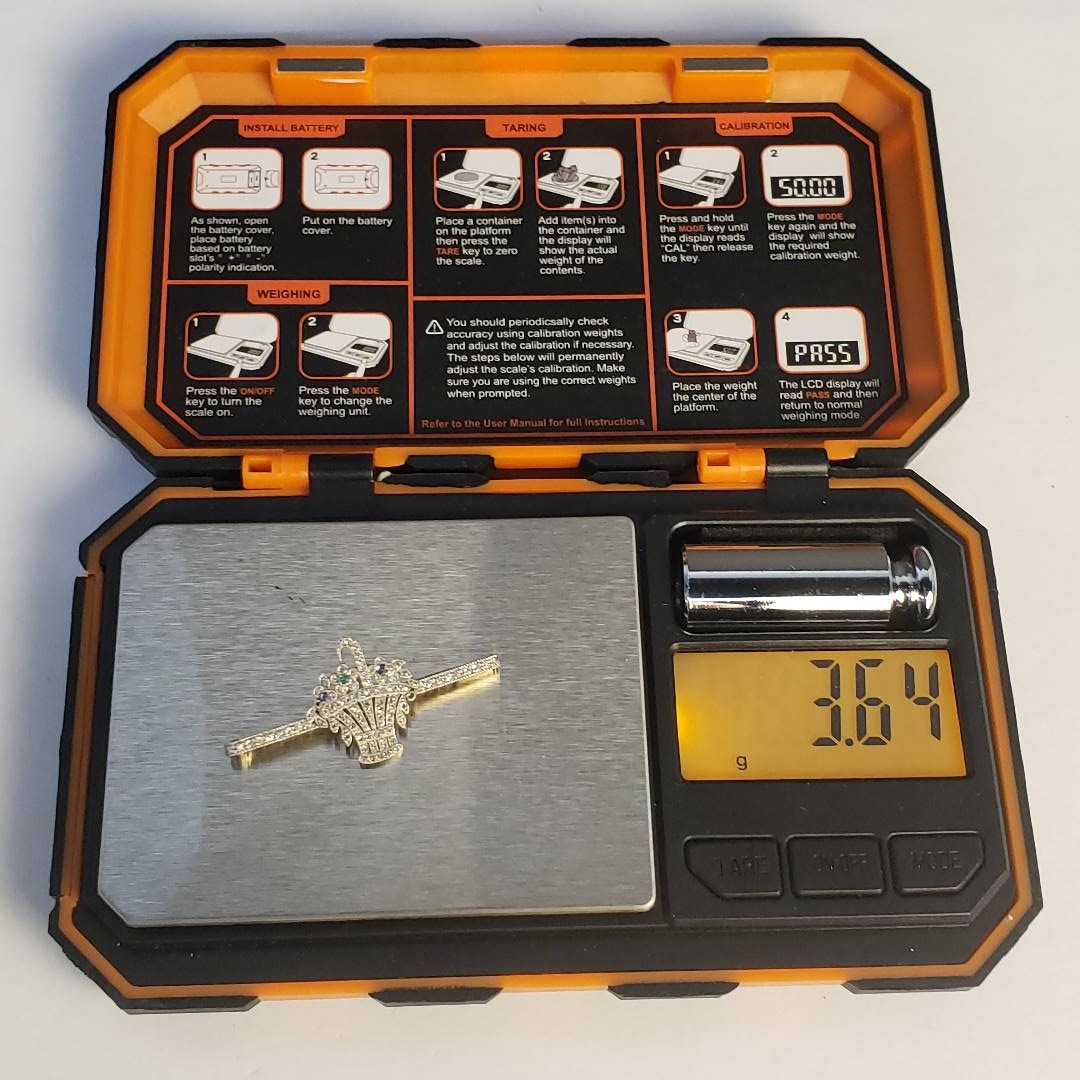 INSTALL BATTERY
1
2
As shown, open
the battery cover,
place battery
based on battery
slot's " +" " -"
polarity indication.
Put on the battery
cover.
TARING
1
2
Place a container
on the platform
then press the
TARE key to zero
the scale.
Add item(s) into
the container and
the display will
show the actual
weight of the
contents.
CALIBRATION
1
2
50.00
Press and hold
the MODE key until
the display reads
"CAL" then release
the key.
Press the MODE
key again and the
display will show
the required
calibration weight.
WEIGHING
1
2
Press the ON/OFF
key to turn the
scale on.
Press the MODE
key to change the
weighing unit.
You should periodicsally check
accuracy using calibration weights
and adjust the calibration if necessary.
The steps below will permanently
adjust the scale's calibration. Make
sure you are using the correct weights
when prompted.
Refer to the User Manual for full Instructions
3
4
PASS
Place the weight
the center of the
platform.
The LCD display will
read PASS and then
return to normal
weighing mode.
3.64
g
TARE
ON/OFF
MODE